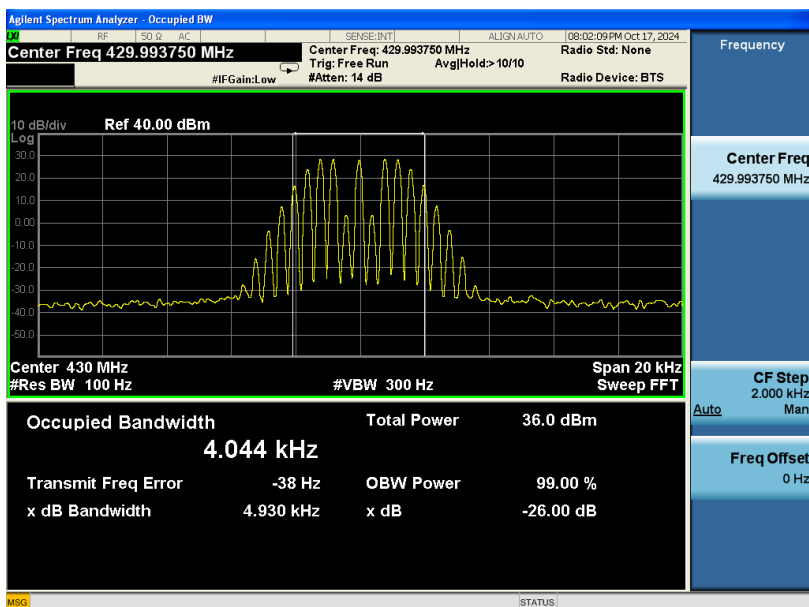 Agilent Spectrum Analyzer - Occupied BW
LXI RF 50 Ω AC SENSE:INT ALIGN AUTO 08:02:09 PM Oct 17, 2024
Center Freq 429.993750 MHz Center Freq: 429.993750 MHz Radio Std: None Frequency
Trig: Free Run Avg|Hold:>10/10
#IFGain:Low #Atten: 14 dB Radio Device: BTS
10 dB/div Ref 40.00 dBm
Log
30.0
20.0
10.0
0.00
-10.0
-20.0
-30.0
-40.0
-50.0
Center 430 MHz Span 20 kHz
#Res BW 100 Hz #VBW 300 Hz Sweep FFT
Occupied Bandwidth Total Power 36.0 dBm
4.044 kHz
Transmit Freq Error -38 Hz OBW Power 99.00 %
x dB Bandwidth 4.930 kHz x dB -26.00 dB
Center Freq
429.993750 MHz
CF Step
2.000 kHz
Auto Man
Freq Offset
0 Hz
MSG STATUS